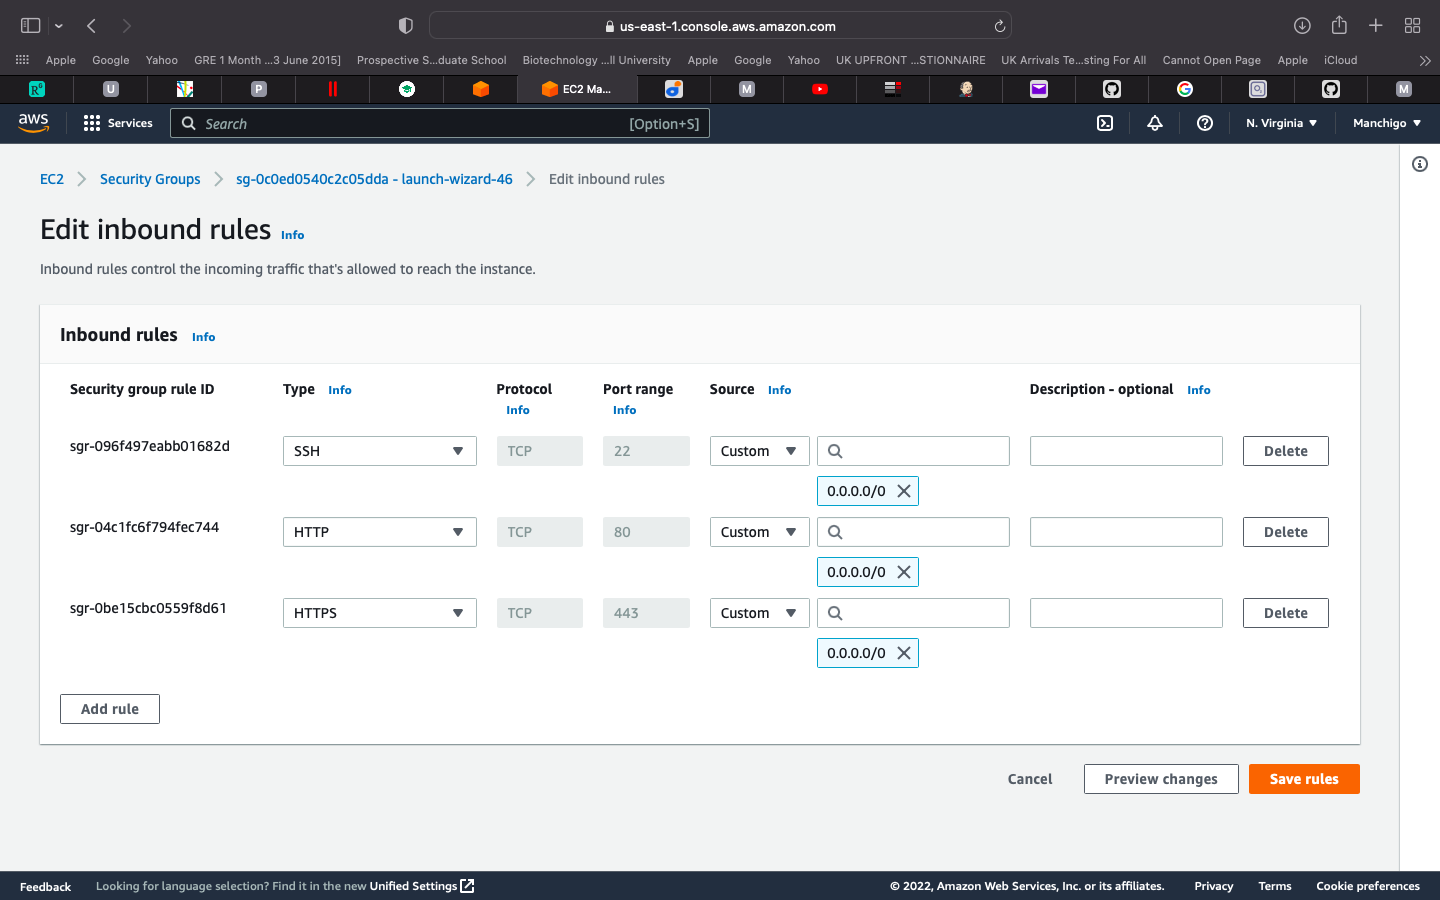 us-east-1.console.aws.amazon.com
Apple Google Yahoo GRE 1 Month ...3 June 2015] Prospective S...duate School Biotechnology ...ll University Apple Google Yahoo UK UPFRONT ...STIONNAIRE UK Arrivals Te...sting For All Cannot Open Page Apple iCloud
R U P EC2 Ma... M G M
aws Services Search [Option+S] N. Virginia Manchigo
EC2 Security Groups sg-0c0ed0540c2c05dda - launch-wizard-46 Edit inbound rules
Edit inbound rules Info
Inbound rules control the incoming traffic that's allowed to reach the instance.
Inbound rules Info
Security group rule ID Type Info Protocol Port range Source Info Description - optional Info
Info Info
sgr-096f497eabb01682d SSH TCP 22 Custom Delete
0.0.0.0/0
sgr-04c1fc6f794fec744 HTTP TCP 80 Custom Delete
0.0.0.0/0
sgr-0be15cbc0559f8d61 HTTPS TCP 443 Custom Delete
0.0.0.0/0
Add rule
Cancel Preview changes Save rules
Feedback Looking for language selection? Find it in the new Unified Settings © 2022, Amazon Web Services, Inc. or its affiliates. Privacy Terms Cookie preferences